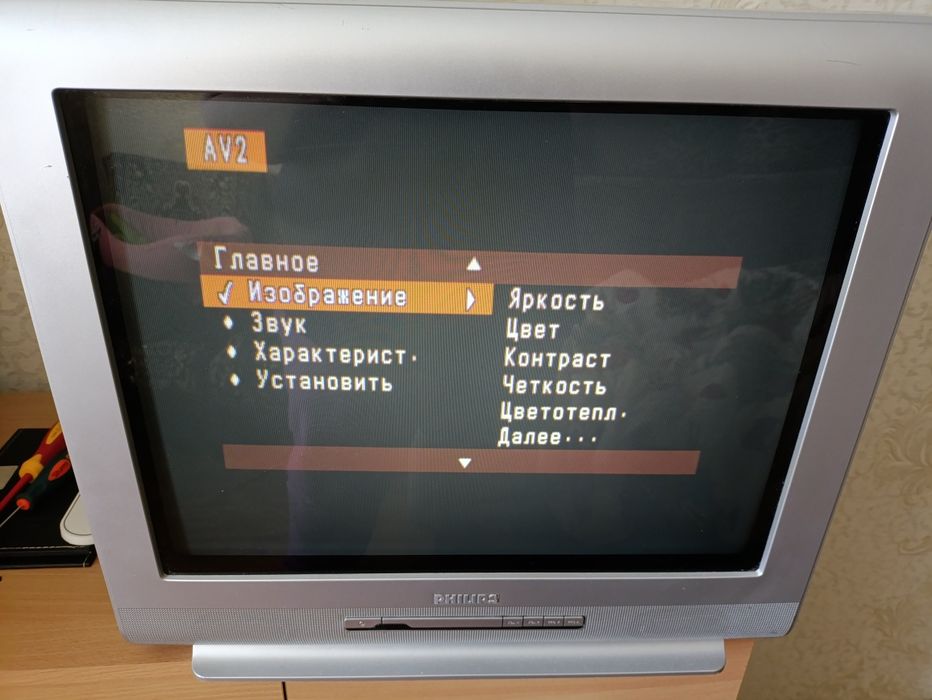 AV2
Главное
Изображение
Яркость
Звук
Цвет
Характерист.
Контраст
Установить
Четкость
Цветотепл.
Далее...
PHILIPS